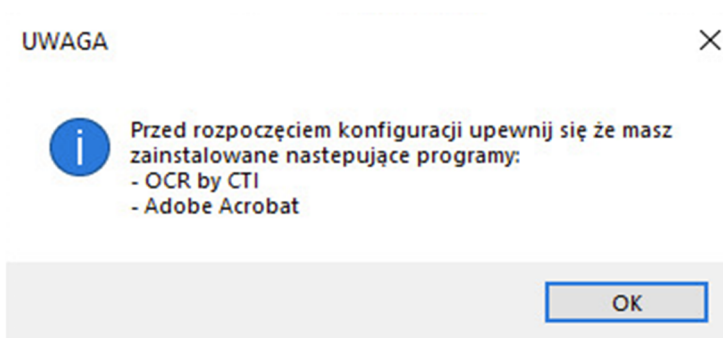 UWAGA
Przed rozpoczęciem konfiguracji upewnij się że masz
zainstalowane nastepujące programy:
- OCR by CTI
- Adobe Acrobat
OK